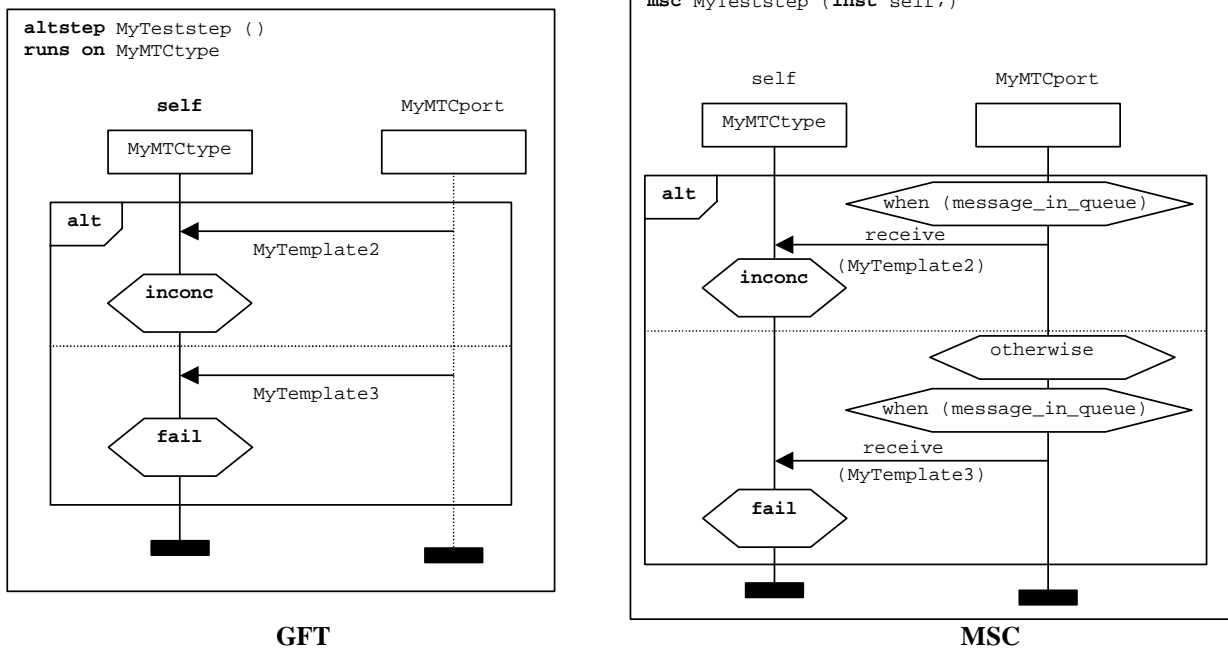 altstep MyTeststep ()
runs on MyMTCtype
self
MyMTCport
MyMTCtype
alt
MyTemplate2
inconc
MyTemplate3
fail
GFT
msc MyTeststep (inst self;)
self
MyMTCport
MyMTCtype
alt
when (message_in_queue)
receive
(MyTemplate2)
inconc
otherwise
when (message_in_queue)
receive
(MyTemplate3)
fail
MSC